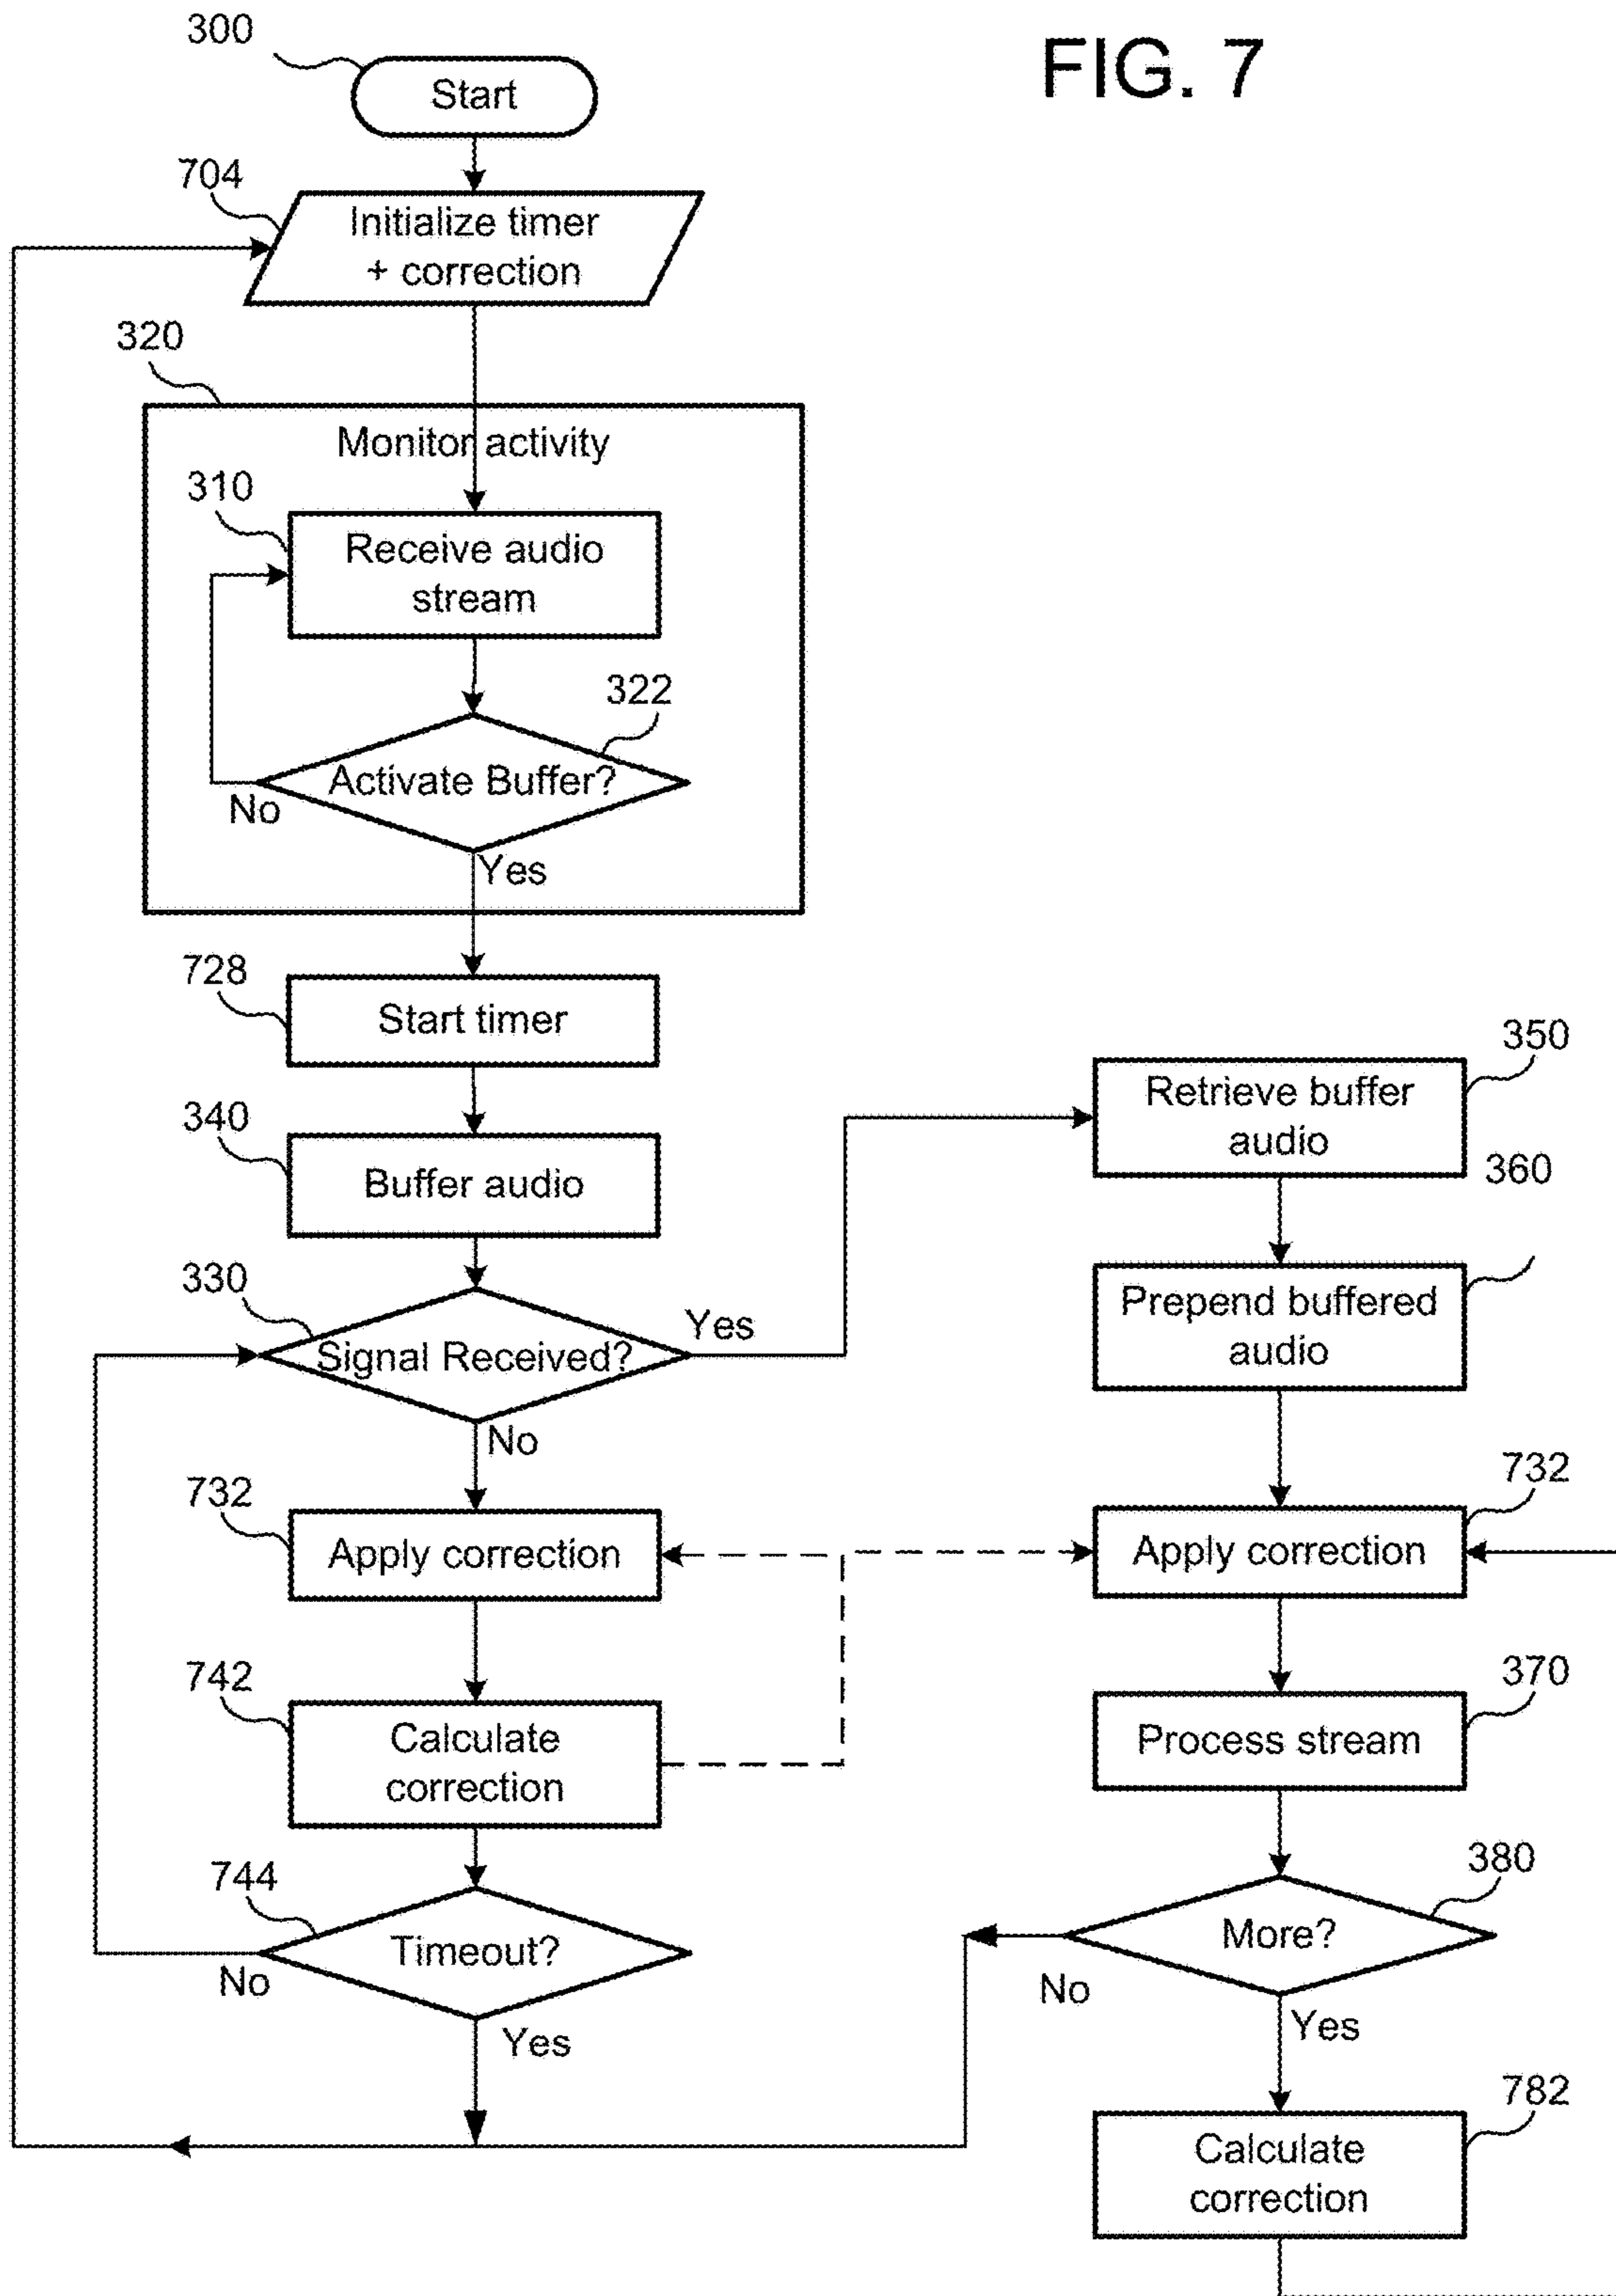 FIG. 7
300
Start
704
Initialize timer
+ correction
320
Monitor activity
310
Receive audio
stream
322
Activate Buffer?
No
Yes
728
Start timer
340
Buffer audio
330
Signal Received?
Yes
No
732
Apply correction
742
Calculate
correction
744
Timeout?
No
Yes
350
Retrieve buffer
audio
360
Prepend buffered
audio
732
Apply correction
370
Process stream
380
More?
No
Yes
782
Calculate
correction